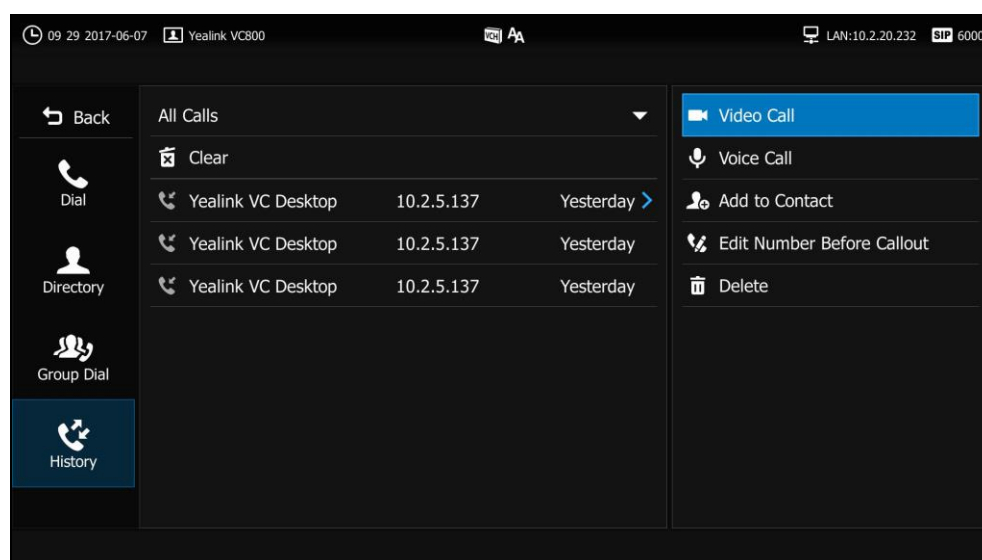 09 29 2017-06-07 Yealink VC800 VCH AA LAN:10.2.20.232 SIP 6000
Back
Dial
Directory
Group Dial
History
All Calls
Clear
Yealink VC Desktop 10.2.5.137 Yesterday
Yealink VC Desktop 10.2.5.137 Yesterday
Yealink VC Desktop 10.2.5.137 Yesterday
Video Call
Voice Call
Add to Contact
Edit Number Before Callout
Delete